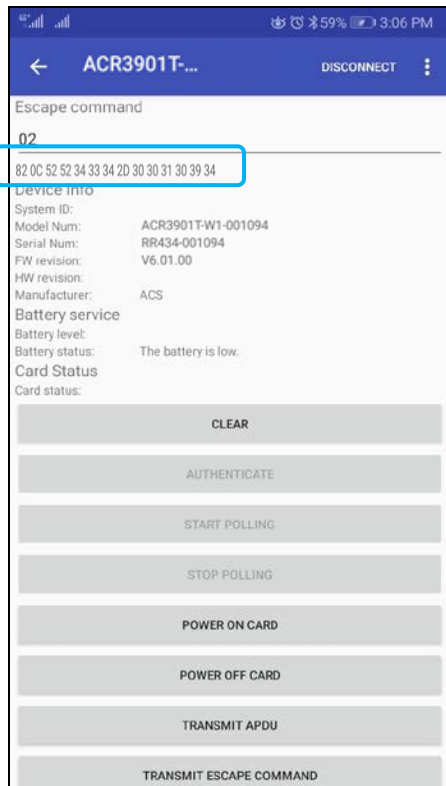 59% 3:06 PM
ACR3901T-... DISCONNECT
Escape command
02
82 0C 52 52 34 33 34 2D 30 30 31 30 39 34
Device Info
System ID:
Model Num: ACR3901T-W1-001094
Serial Num: RR434-001094
FW revision: V6.01.00
HW revision:
Manufacturer: ACS
Battery service
Battery level:
Battery status: The battery is low.
Card Status
Card status:
CLEAR
AUTHENTICATE
START POLLING
STOP POLLING
POWER ON CARD
POWER OFF CARD
TRANSMIT APDU
TRANSMIT ESCAPE COMMAND